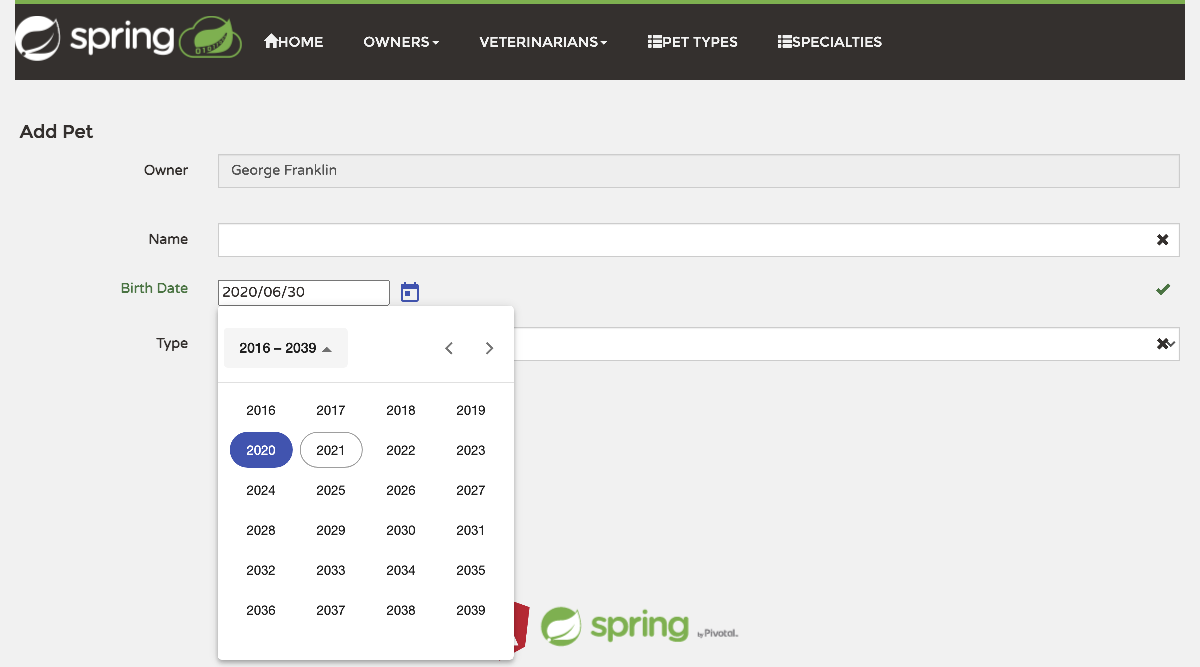 spring HOME OWNERS VETERINARIANS PET TYPES SPECIALTIES
Add Pet
Owner George Franklin
Name
Birth Date 2020/06/30
Type
2016 – 2039
2016 2017 2018 2019
2020 2021 2022 2023
2024 2025 2026 2027
2028 2029 2030 2031
2032 2033 2034 2035
2036 2037 2038 2039
spring by Pivotal.